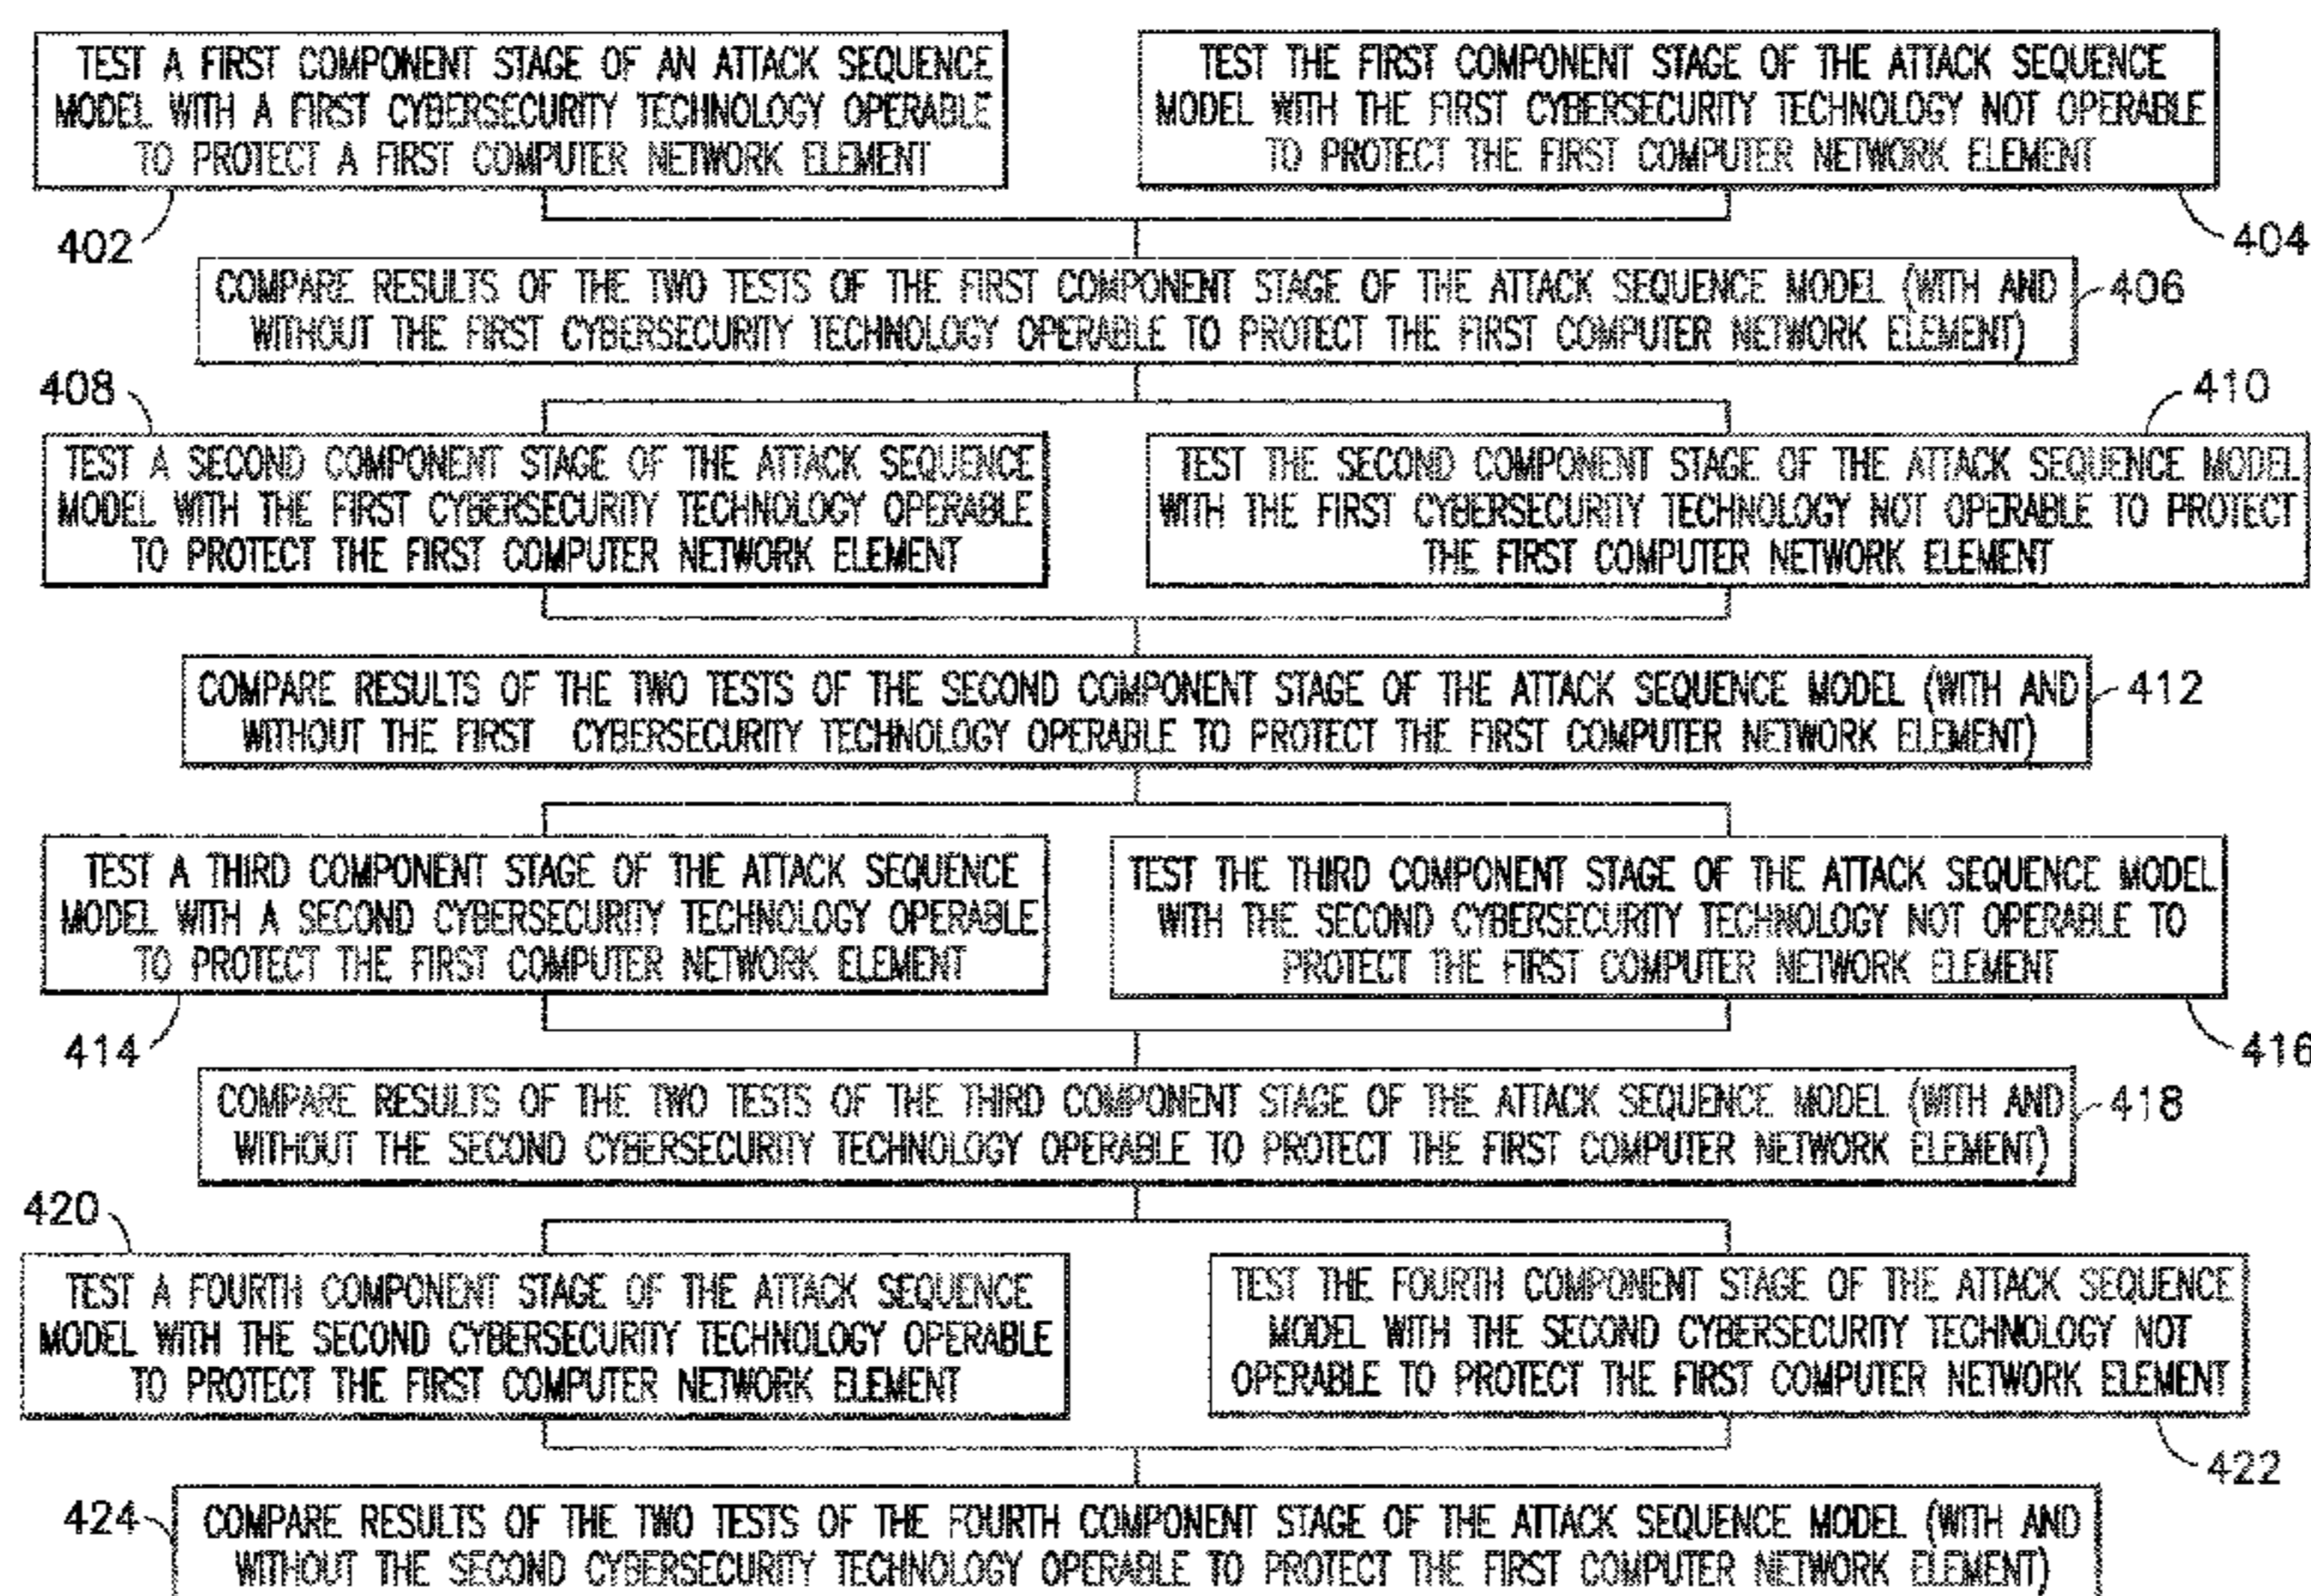 TEST A FIRST COMPONENT STAGE OF AN ATTACK SEQUENCE
MODEL WITH A FIRST CYBERSECURITY TECHNOLOGY OPERABLE
TO PROTECT A FIRST COMPUTER NETWORK ELEMENT
402
TEST THE FIRST COMPONENT STAGE OF THE ATTACK SEQUENCE
MODEL WITH THE FIRST CYBERSECURITY TECHNOLOGY NOT OPERABLE
TO PROTECT THE FIRST COMPUTER NETWORK ELEMENT
404
COMPARE RESULTS OF THE TWO TESTS OF THE FIRST COMPONENT STAGE OF THE ATTACK SEQUENCE MODEL (WITH AND
WITHOUT THE FIRST CYBERSECURITY TECHNOLOGY OPERABLE TO PROTECT THE FIRST COMPUTER NETWORK ELEMENT)
406
408
TEST A SECOND COMPONENT STAGE OF THE ATTACK SEQUENCE
MODEL WITH THE FIRST CYBERSECURITY TECHNOLOGY OPERABLE
TO PROTECT THE FIRST COMPUTER NETWORK ELEMENT
410
TEST THE SECOND COMPONENT STAGE OF THE ATTACK SEQUENCE MODEL
WITH THE FIRST CYBERSECURITY TECHNOLOGY NOT OPERABLE TO PROTECT
THE FIRST COMPUTER NETWORK ELEMENT
COMPARE RESULTS OF THE TWO TESTS OF THE SECOND COMPONENT STAGE OF THE ATTACK SEQUENCE MODEL (WITH AND
WITHOUT THE FIRST CYBERSECURITY TECHNOLOGY OPERABLE TO PROTECT THE FIRST COMPUTER NETWORK ELEMENT)
412
TEST A THIRD COMPONENT STAGE OF THE ATTACK SEQUENCE
MODEL WITH A SECOND CYBERSECURITY TECHNOLOGY OPERABLE
TO PROTECT THE FIRST COMPUTER NETWORK ELEMENT
414
TEST THE THIRD COMPONENT STAGE OF THE ATTACK SEQUENCE MODEL
WITH THE SECOND CYBERSECURITY TECHNOLOGY NOT OPERABLE TO
PROTECT THE FIRST COMPUTER NETWORK ELEMENT
416
COMPARE RESULTS OF THE TWO TESTS OF THE THIRD COMPONENT STAGE OF THE ATTACK SEQUENCE MODEL (WITH AND
WITHOUT THE SECOND CYBERSECURITY TECHNOLOGY OPERABLE TO PROTECT THE FIRST COMPUTER NETWORK ELEMENT)
418
420
TEST A FOURTH COMPONENT STAGE OF THE ATTACK SEQUENCE
MODEL WITH THE SECOND CYBERSECURITY TECHNOLOGY OPERABLE
TO PROTECT THE FIRST COMPUTER NETWORK ELEMENT
TEST THE FOURTH COMPONENT STAGE OF THE ATTACK SEQUENCE
MODEL WITH THE SECOND CYBERSECURITY TECHNOLOGY NOT
OPERABLE TO PROTECT THE FIRST COMPUTER NETWORK ELEMENT
422
424
COMPARE RESULTS OF THE TWO TESTS OF THE FOURTH COMPONENT STAGE OF THE ATTACK SEQUENCE MODEL (WITH AND
WITHOUT THE SECOND CYBERSECURITY TECHNOLOGY OPERABLE TO PROTECT THE FIRST COMPUTER NETWORK ELEMENT)